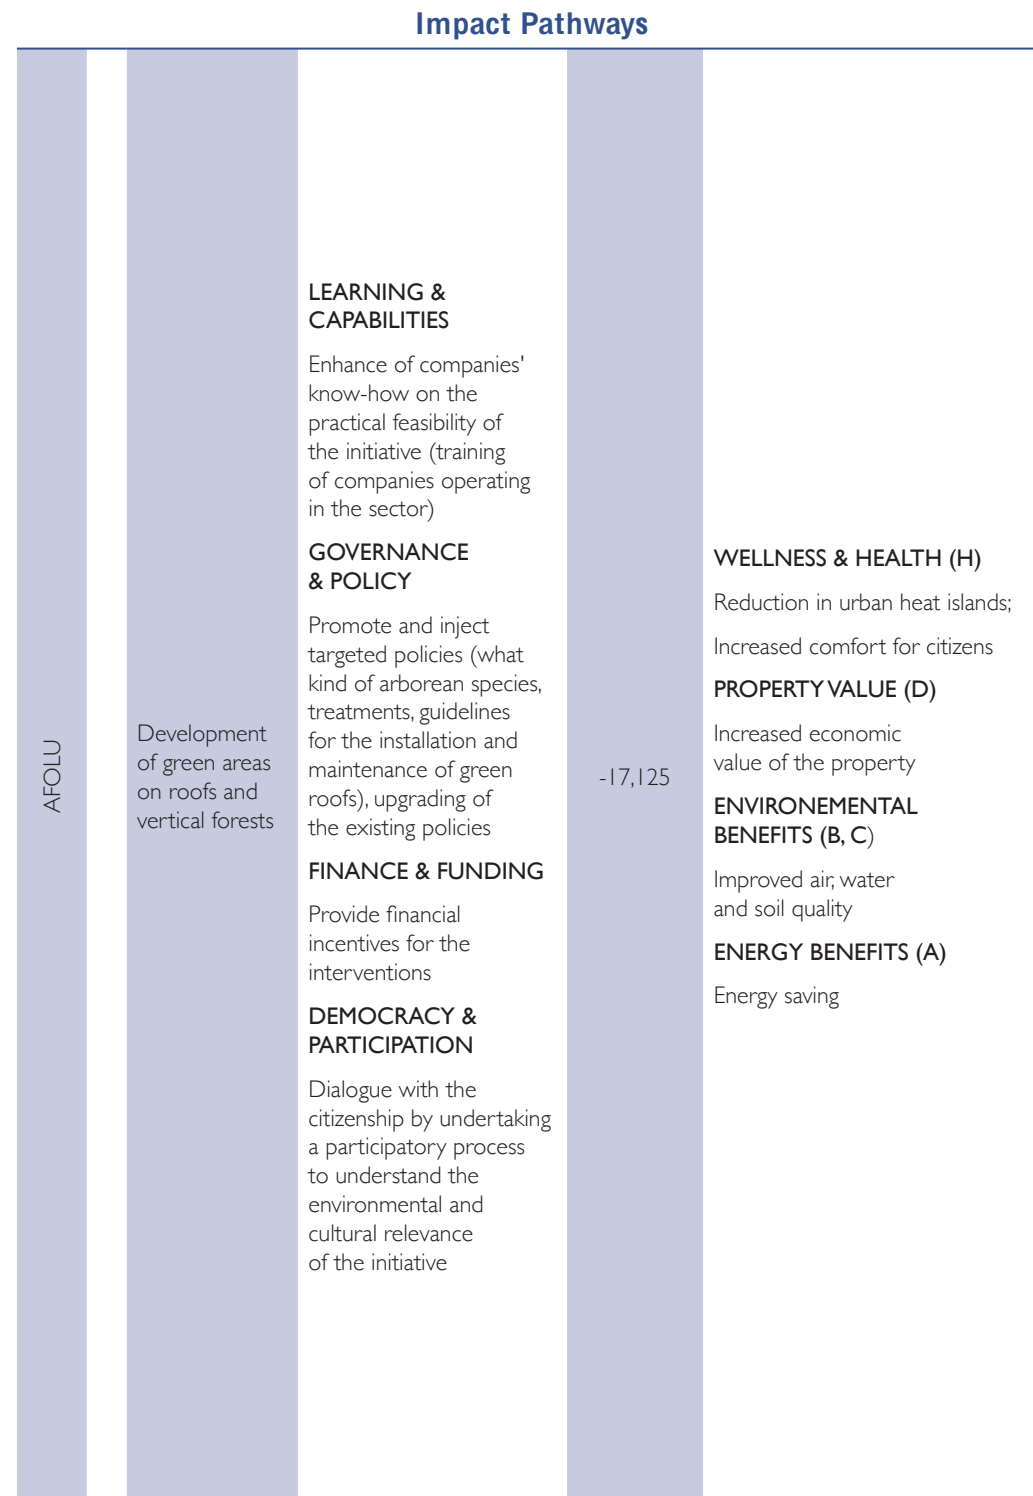 Impact Pathways
AFOLU
Development
of green areas
on roofs and
vertical forests
LEARNING &
CAPABILITIES
Enhance of companies'
know-how on the
practical feasibility of
the initiative (training
of companies operating
in the sector)
GOVERNANCE
& POLICY
Promote and inject
targeted policies (what
kind of arborean species,
treatments, guidelines
for the installation and
maintenance of green
roofs), upgrading of
the existing policies
FINANCE & FUNDING
Provide financial
incentives for the
interventions
DEMOCRACY &
PARTICIPATION
Dialogue with the
citizenship by undertaking
a participatory process
to understand the
environmental and
cultural relevance
of the initiative
-17,125
WELLNESS & HEALTH (H)
Reduction in urban heat islands;
Increased comfort for citizens
PROPERTY VALUE (D)
Increased economic
value of the property
ENVIRONEMENTAL
BENEFITS (B, C)
Improved air, water
and soil quality
ENERGY BENEFITS (A)
Energy saving